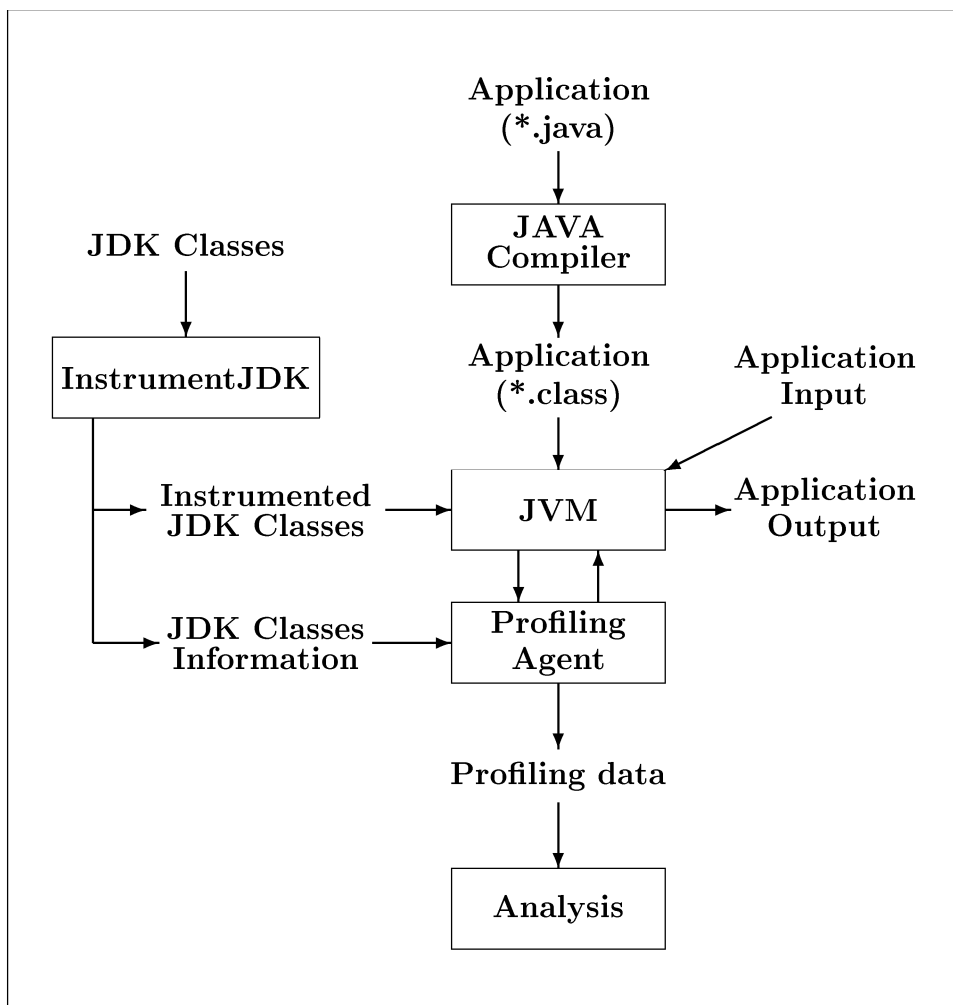 Application
(*.java)
JAVA
Compiler
JDK Classes
InstrumentJDK
Application
(*.class)
Application
Input
Instrumented
JDK Classes
JVM
Application
Output
JDK Classes
Information
Profiling
Agent
Profiling data
Analysis